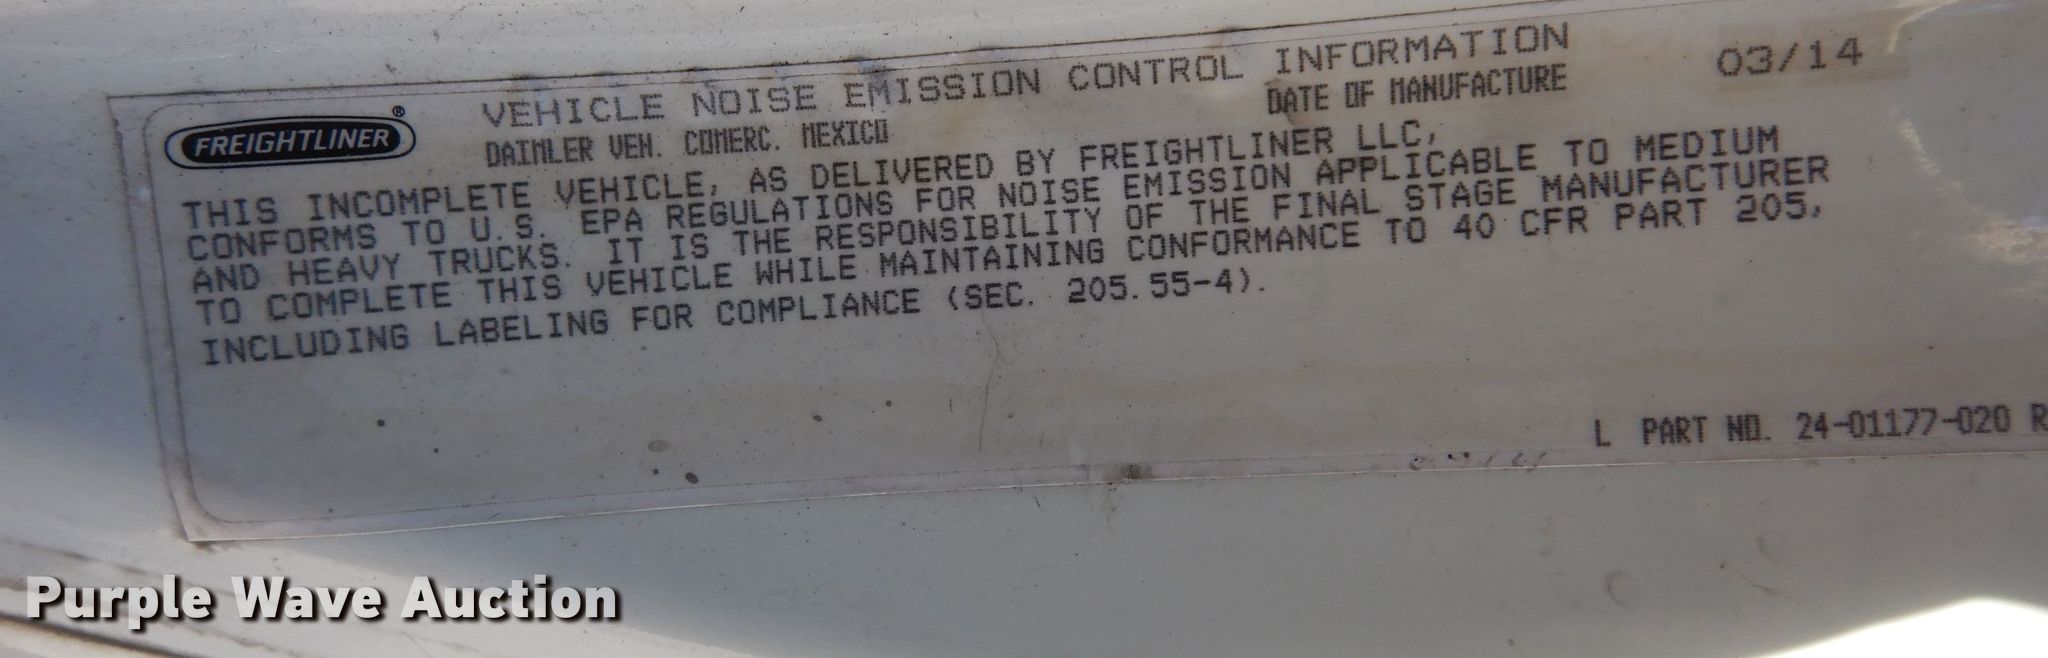 FREIGHTLINER®
VEHICLE NOISE EMISSION CONTROL INFORMATION
DAIMLER VEH. COMERC. MEXICO
DATE OF MANUFACTURE 03/14
THIS INCOMPLETE VEHICLE, AS DELIVERED BY FREIGHTLINER LLC,
CONFORMS TO U.S. EPA REGULATIONS FOR NOISE EMISSION APPLICABLE TO MEDIUM
AND HEAVY TRUCKS. IT IS THE RESPONSIBILITY OF THE FINAL STAGE MANUFACTURER
TO COMPLETE THIS VEHICLE WHILE MAINTAINING CONFORMANCE TO 40 CFR PART 205,
INCLUDING LABELING FOR COMPLIANCE (SEC. 205.55-4).
L PART NO. 24-01177-020 R
Purple Wave Auction